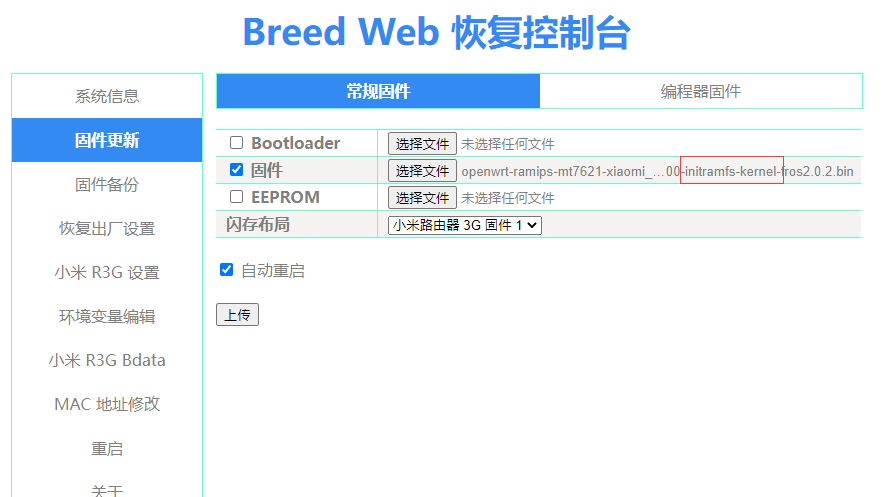 Breed Web 恢复控制台
系统信息
固件更新
固件备份
恢复出厂设置
小米 R3G 设置
环境变量编辑
小米 R3G Bdata
MAC 地址修改
重启
关于
常规固件 编程器固件
Bootloader 选择文件 未选择任何文件
固件 选择文件 openwrt-ramips-mt7621-xiaomi_...00-initramfs-kernel-fros2.0.2.bin
EEPROM 选择文件 未选择任何文件
闪存布局 小米路由器 3G 固件 1
自动重启
上传